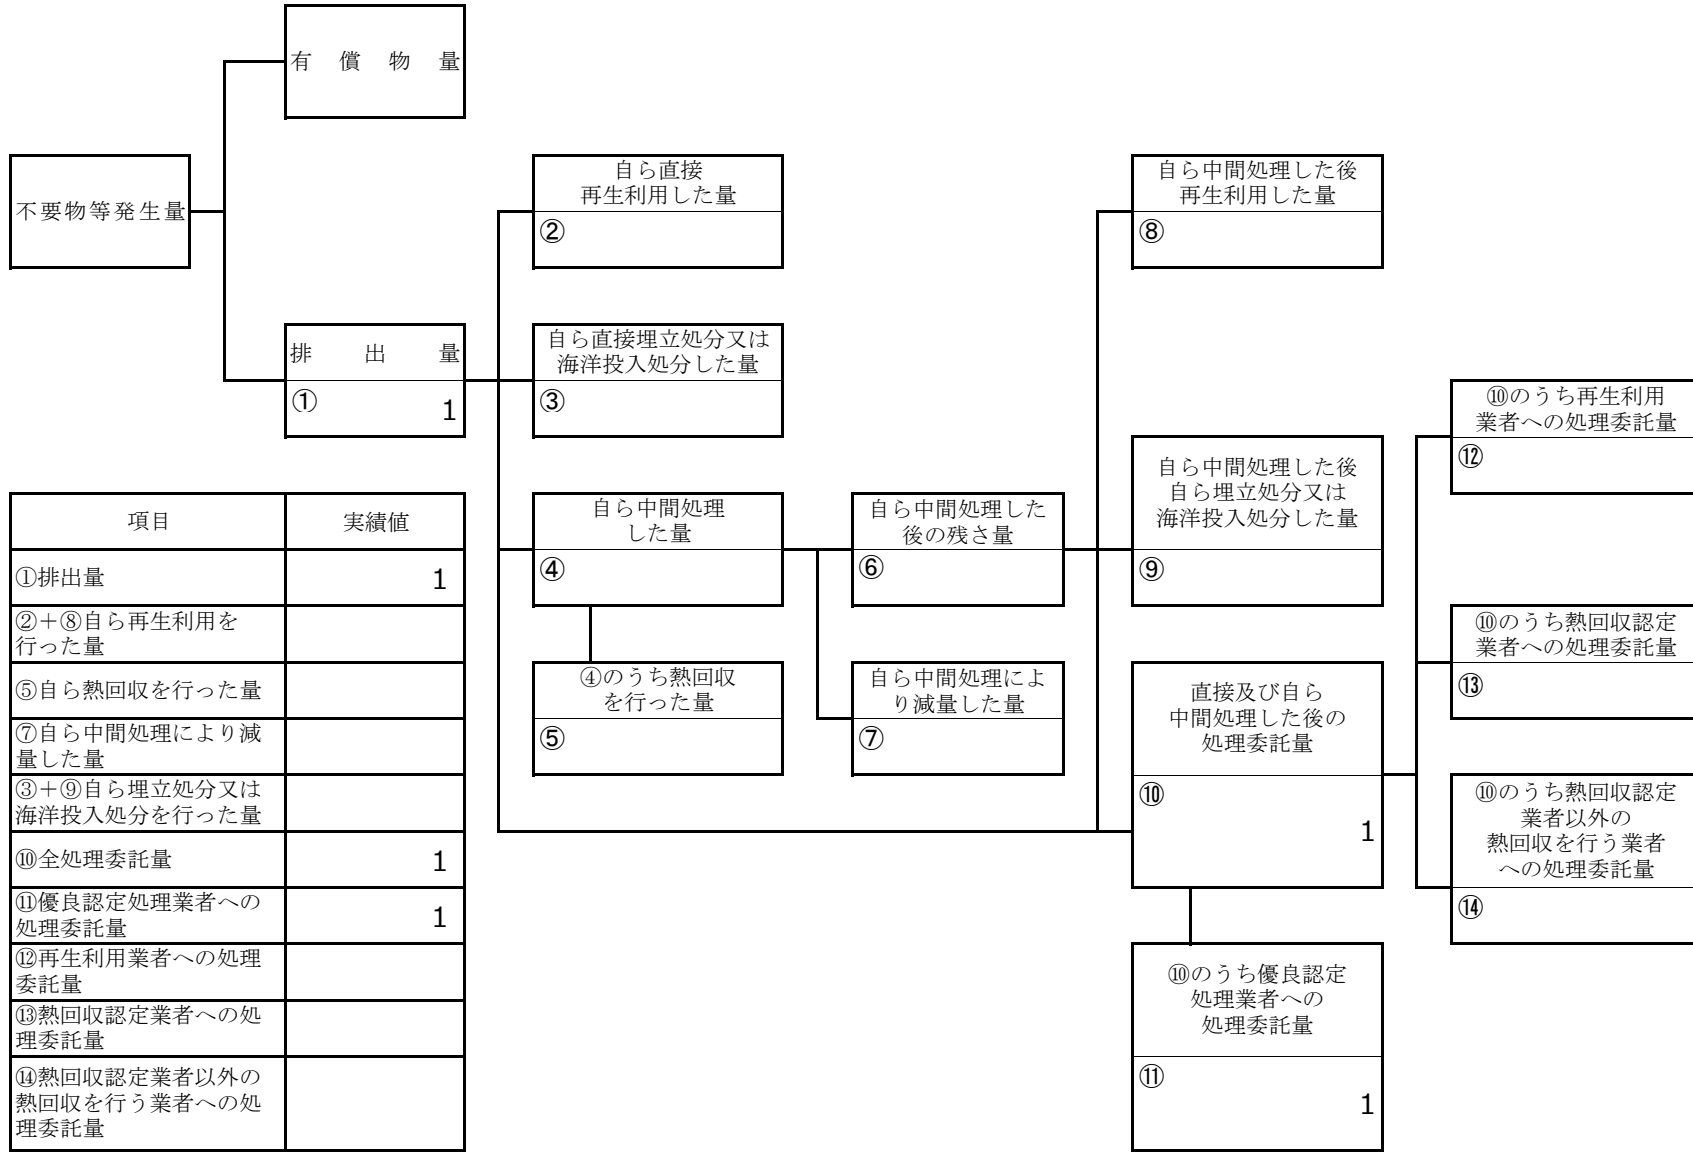 有償物量
不要物等発生量
排出量
①
1
自ら直接
再生利用した量
②
自ら直接埋立処分又は
海洋投入処分した量
③
自ら中間処理
した量
④
④のうち熱回収
を行った量
⑤
自ら中間処理した
後の残さ量
⑥
自ら中間処理によ
り減量した量
⑦
自ら中間処理した後
再生利用した量
⑧
自ら中間処理した後
自ら埋立処分又は
海洋投入処分した量
⑨
直接及び自ら
中間処理した後の
処理委託量
⑩
1
⑩のうち優良認定
処理業者への
処理委託量
⑪
1
⑩のうち再生利用
業者への処理委託量
⑫
⑩のうち熱回収認定
業者への処理委託量
⑬
⑩のうち熱回収認定
業者以外の
熱回収を行う業者
への処理委託量
⑭
項目 実績値
①排出量 1
②+⑧自ら再生利用を
行った量
⑤自ら熱回収を行った量
⑦自ら中間処理により減
量した量
③+⑨自ら埋立処分又は
海洋投入処分を行った量
⑩全処理委託量 1
⑪優良認定処理業者への
処理委託量 1
⑫再生利用業者への処理
委託量
⑬熱回収認定業者への処
理委託量
⑭熱回収認定業者以外の
熱回収を行う業者への処
理委託量